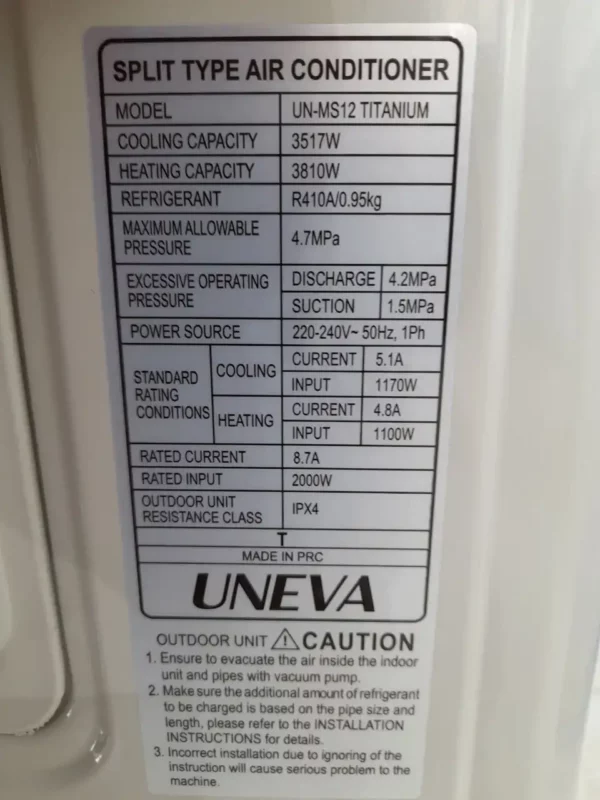 SPLIT TYPE AIR CONDITIONER
MODEL UN-MS12 TITANIUM
COOLING CAPACITY 3517W
HEATING CAPACITY 3810W
REFRIGERANT R410A/0.95kg
MAXIMUM ALLOWABLE
PRESSURE 4.7MPa
EXCESSIVE OPERATING
PRESSURE
DISCHARGE 4.2MPa
SUCTION 1.5MPa
POWER SOURCE 220-240V~ 50Hz, 1Ph
STANDARD
RATING
CONDITIONS
COOLING
CURRENT 5.1A
INPUT 1170W
HEATING
CURRENT 4.8A
INPUT 1100W
RATED CURRENT 8.7A
RATED INPUT 2000W
OUTDOOR UNIT
RESISTANCE CLASS IPX4
T
MADE IN PRC
UNEVA
OUTDOOR UNIT ⚠ CAUTION
1. Ensure to evacuate the air inside the indoor
unit and pipes with vacuum pump.
2. Make sure the additional amount of refrigerant
to be charged is based on the pipe size and
length, please refer to the INSTALLATION
INSTRUCTIONS for details.
3. Incorrect installation due to ignoring of the
instruction will cause serious problem to the
machine.